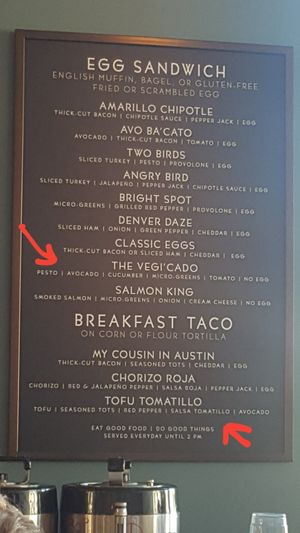 EGG SANDWICH
ENGLISH MUFFIN, BAGEL, OR GLUTEN-FREE
FRIED OR SCRAMBLED EGG
AMARILLO CHIPOTLE
THICK-CUT BACON | CHIPOTLE SAUCE | PEPPER JACK | EGG
AVO BA'CATO
AVOCADO | THICK-CUT BACON | TOMATO | EGG
TWO BIRDS
SLICED TURKEY | PESTO | PROVOLONE | EGG
ANGRY BIRD
SLICED TURKEY | JALAPEÑO | PEPPER JACK | CHIPOTLE SAUCE | EGG
BRIGHT SPOT
MICRO-GREENS | GRILLED RED PEPPER | PROVOLONE | EGG
DENVER DAZE
SLICED HAM | ONION | GREEN PEPPER | CHEDDAR | EGG
CLASSIC EGGS
THICK-CUT BACON OR SLICED HAM | CHEDDAR | EGG
THE VEGI'CADO
PESTO | AVOCADO | CUCUMBER | MICRO-GREENS | TOMATO | NO EGG
SALMON KING
SMOKED SALMON | MICRO-GREENS | ONION | CREAM CHEESE | NO EGG
BREAKFAST TACO
ON CORN OR FLOUR TORTILLA
MY COUSIN IN AUSTIN
THICK-CUT BACON | SEASONED TOTS | CHEDDAR | EGG
CHORIZO ROJA
CHORIZO | RED & JALAPEÑO PEPPER | SALSA ROJA | PEPPER JACK | EGG
TOFU TOMATILLO
TOFU | SEASONED TOTS | RED PEPPER | SALSA TOMATILLO | AVOCADO
EAT GOOD FOOD | DO GOOD THINGS
SERVED EVERYDAY UNTIL 2 PM